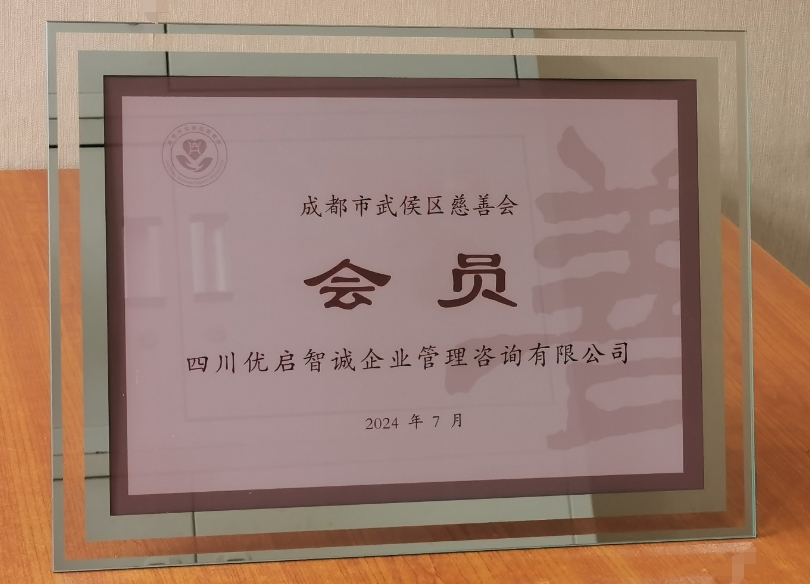 成都市武侯区慈善会
会员
四川优启智诚企业管理咨询有限公司
2024 年 7 月
善